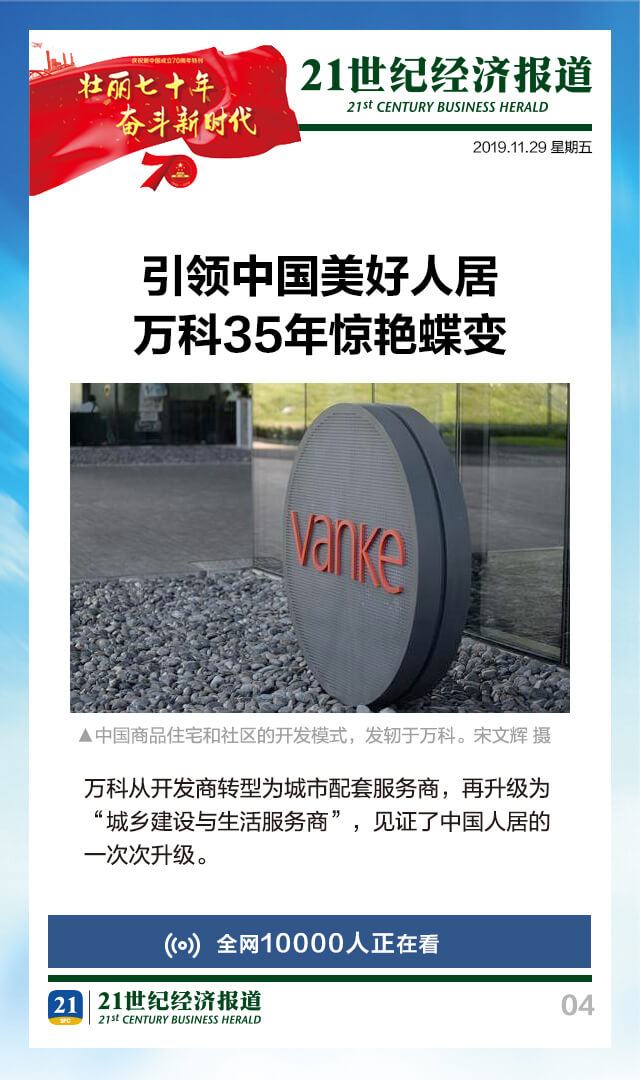 庆祝新中国成立70周年特刊
壮丽七十年
奋斗新时代
70
21世纪经济报道
21st CENTURY BUSINESS HERALD
2019.11.29 星期五
引领中国美好人居
万科35年惊艳蝶变
vanke
▲中国商品住宅和社区的开发模式，发轫于万科。宋文辉 摄
万科从开发商转型为城市配套服务商，再升级为
“城乡建设与生活服务商”，见证了中国人居的
一次次升级。
全网10000人正在看
21
SFC
21世纪经济报道
21st CENTURY BUSINESS HERALD
04